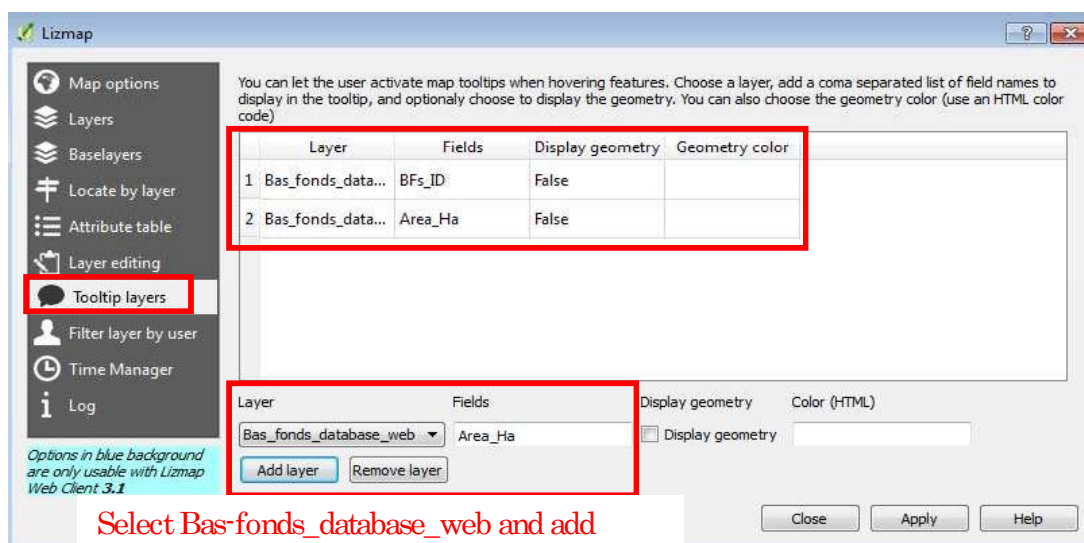 Lizmap
?
Map options
Layers
Baselayers
Locate by layer
Attribute table
Layer editing
Tooltip layers
Filter layer by user
Time Manager
Log
Options in blue background
are only usable with Lizmap
Web Client 3.1
You can let the user activate map tooltips when hovering features. Choose a layer, add a coma separated list of field names to
display in the tooltip, and optionaly choose to display the geometry. You can also choose the geometry color (use an HTML color
code)
Layer Fields Display geometry Geometry color
1 Bas_fonds_data... BFs_ID False
2 Bas_fonds_data... Area_Ha False
Layer Fields Display geometry Color (HTML)
Bas_fonds_database_web Area_Ha Display geometry
Add layer Remove layer
Close Apply Help
Select Bas-fonds_database_web and add